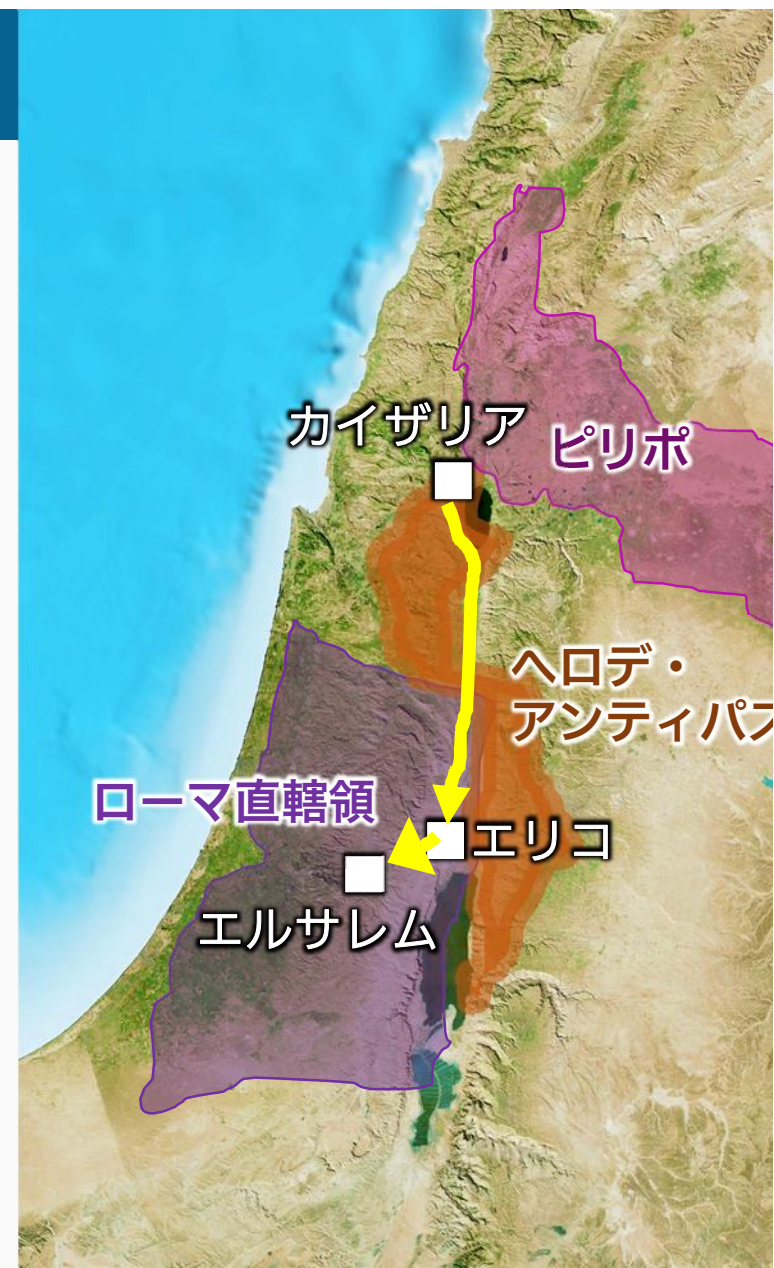 カイザリア
ピリポ
ヘロデ・
アンティパス
ローマ直轄領
エリコ
エルサレム